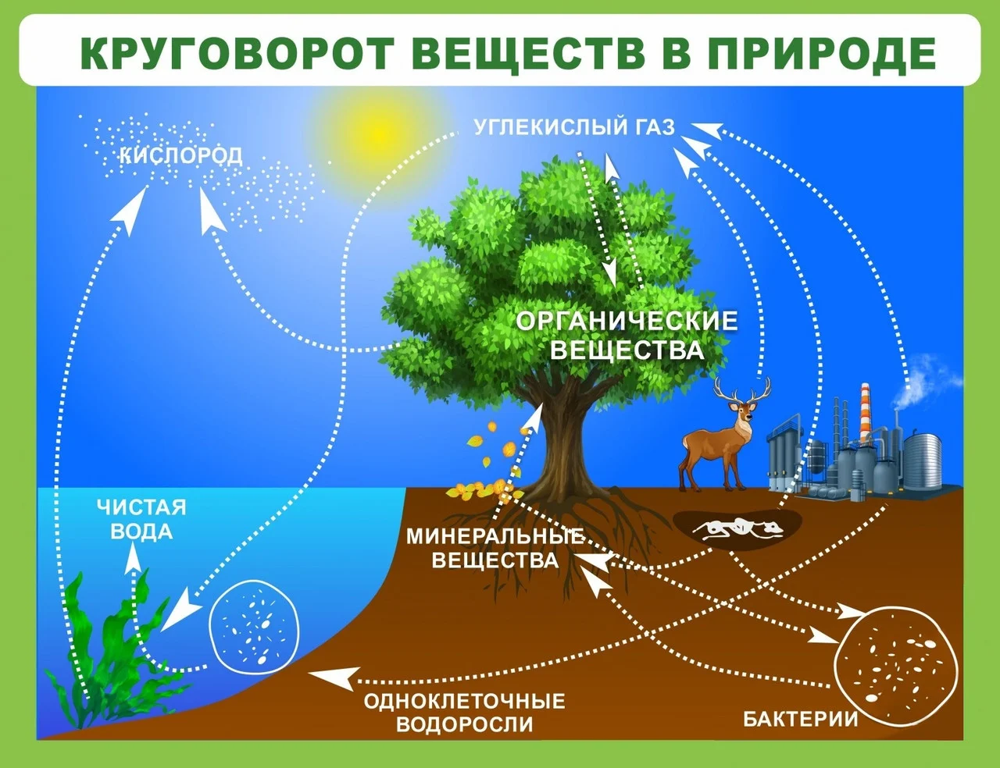 КРУГОВОРОТ ВЕЩЕСТВ В ПРИРОДЕ
УГЛЕКИСЛЫЙ ГАЗ
КИСЛОРОД
ОРГАНИЧЕСКИЕ
ВЕЩЕСТВА
ЧИСТАЯ
ВОДА
МИНЕРАЛЬНЫЕ
ВЕЩЕСТВА
ОДНОКЛЕТОЧНЫЕ
ВОДОРОСЛИ
БАКТЕРИИ